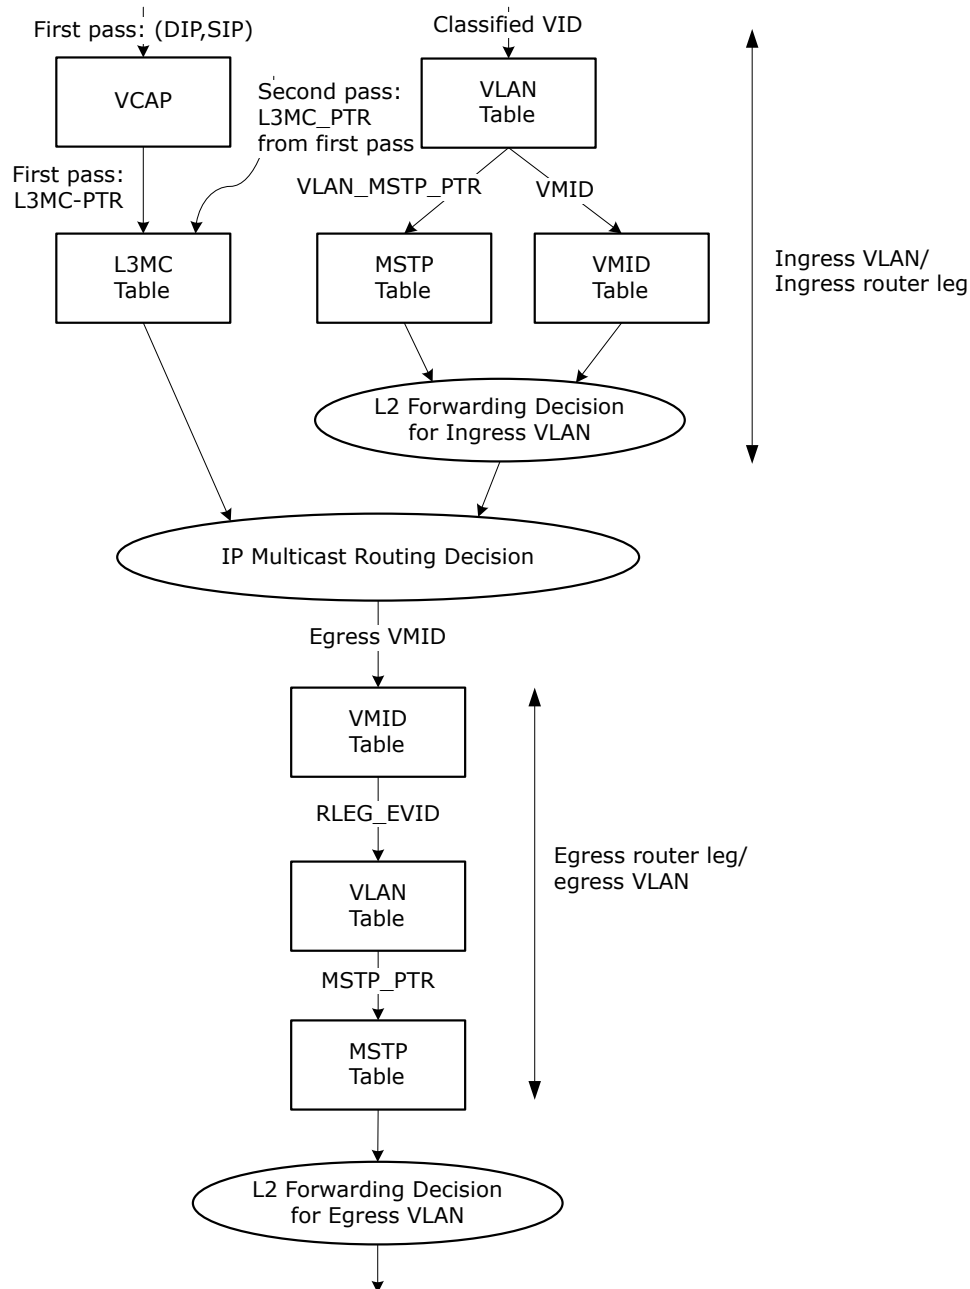 First pass: (DIP,SIP)
Classified VID
VCAP
Second pass:
L3MC_PTR
from first pass
VLAN
Table
First pass:
L3MC-PTR
VLAN_MSTP_PTR
VMID
L3MC
Table
MSTP
Table
VMID
Table
Ingress VLAN/
Ingress router leg
L2 Forwarding Decision
for Ingress VLAN
IP Multicast Routing Decision
Egress VMID
VMID
Table
RLEG_EVID
VLAN
Table
Egress router leg/
egress VLAN
MSTP_PTR
MSTP
Table
L2 Forwarding Decision
for Egress VLAN